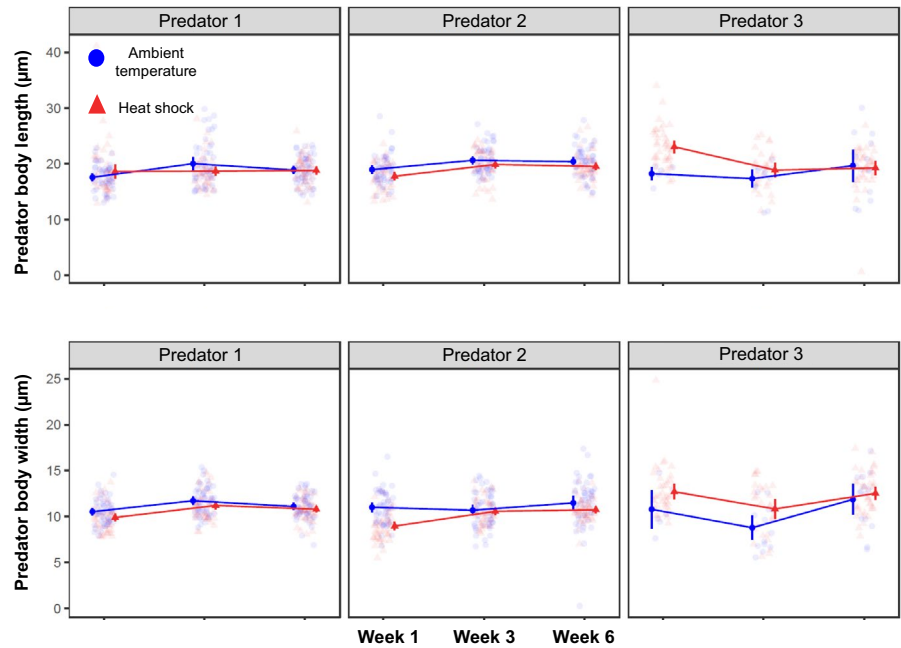 Predator 1 Predator 2 Predator 3
Predator body length (µm)
40
30
20
10
0
Ambient
temperature
Heat shock
Predator 1 Predator 2 Predator 3
Predator body width (µm)
25
20
15
10
5
0
Week 1 Week 3 Week 6